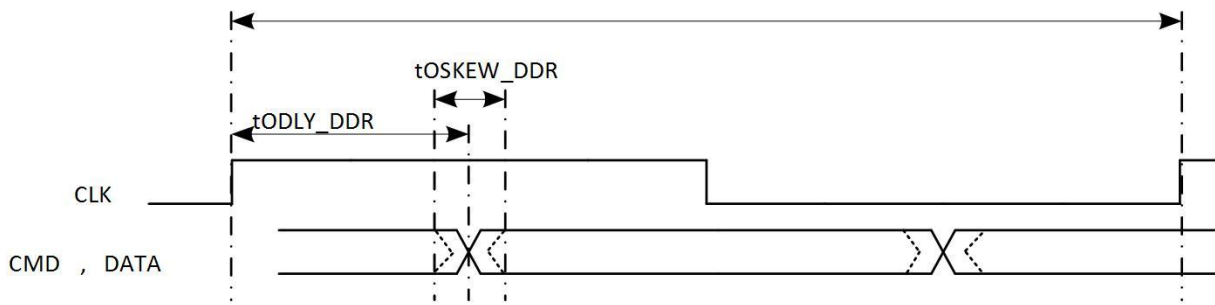 tOSKEW_DDR
tODLY_DDR
CLK
CMD , DATA